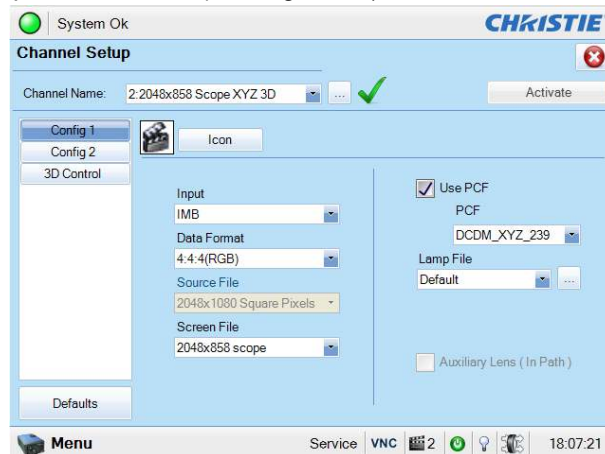 System Ok
CHRISTIE
Channel Setup
Channel Name: 2:2048x858 Scope XYZ 3D ... Activate
Config 1
Config 2
3D Control
Icon
Input
IMB
Data Format
4:4:4(RGB)
Source File
2048x1080 Square Pixels
Screen File
2048x858 scope
Use PCF
PCF
DCDM_XYZ_239
Lamp File
Default ...
Auxiliary Lens ( In Path )
Defaults
Menu
Service VNC 2 18:07:21